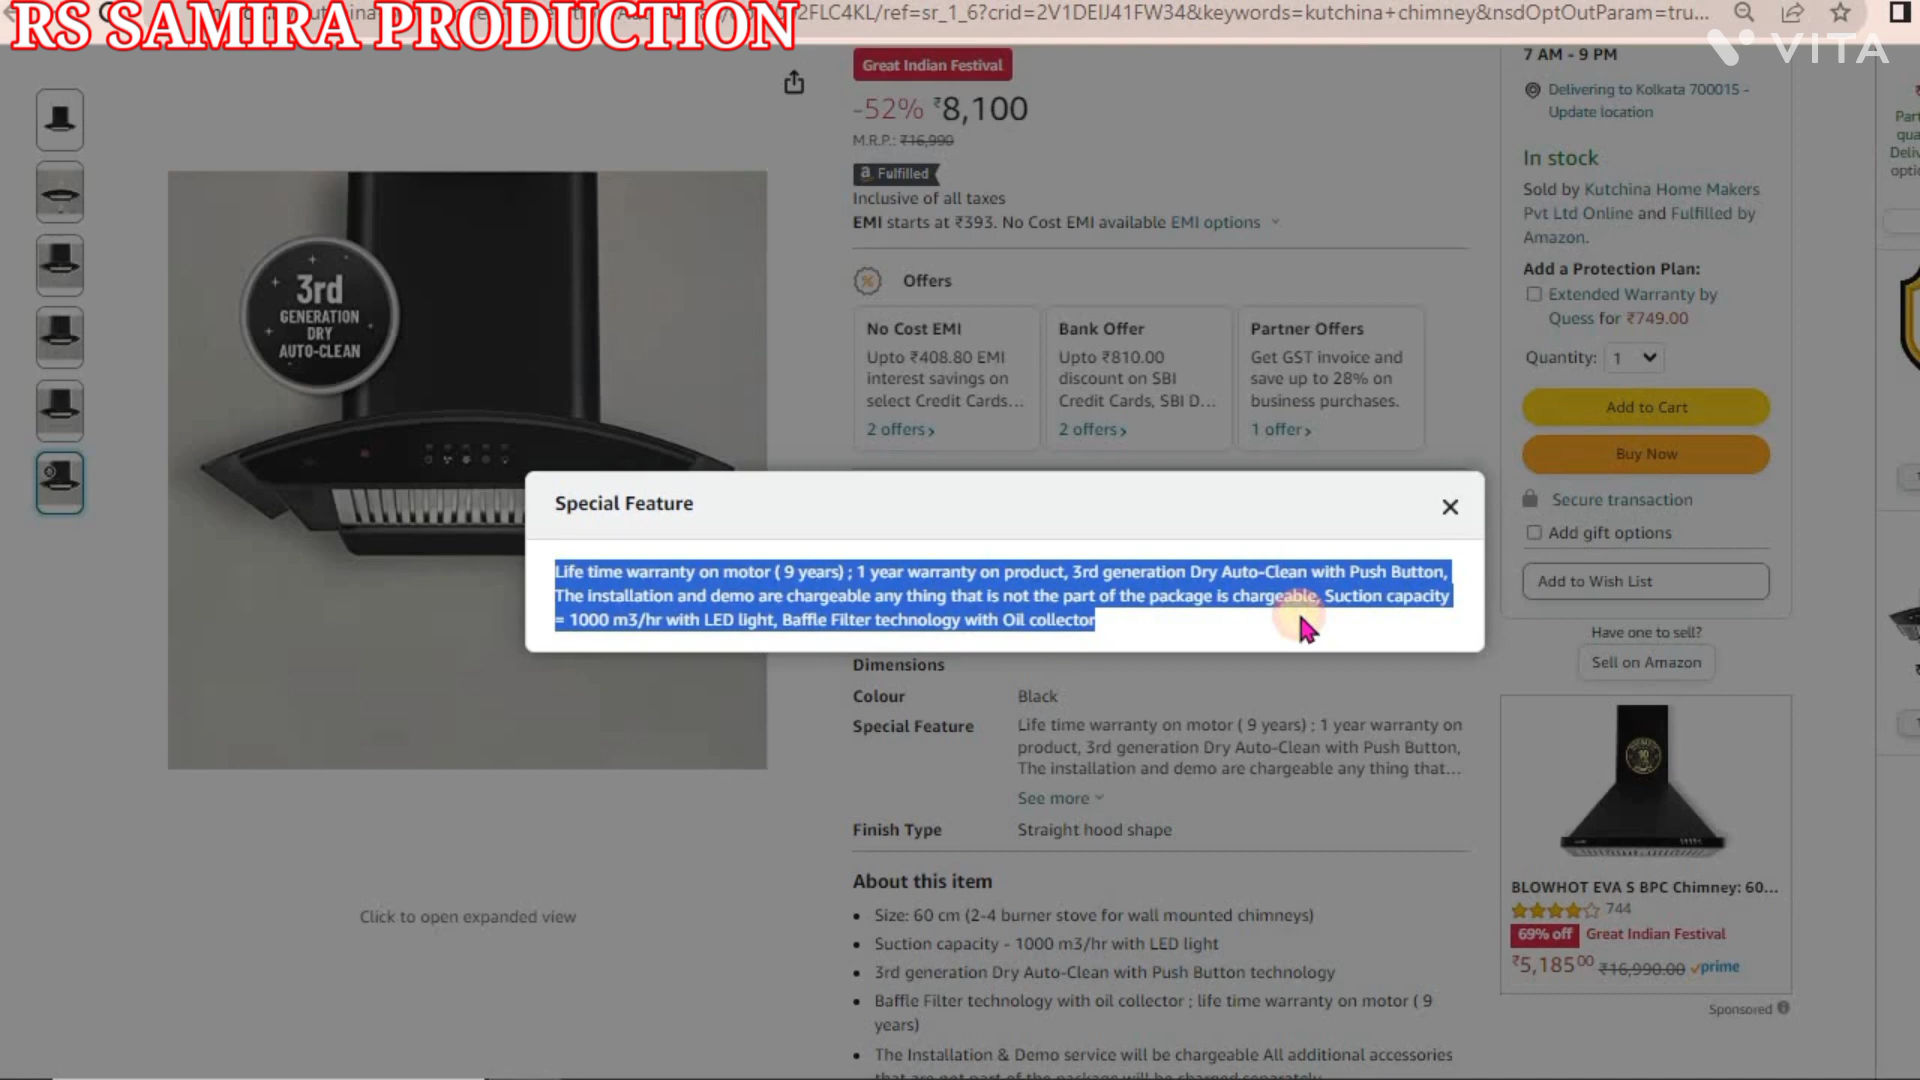 2FLC4KL/ref=sr_1_6?crid=2V1DEIJ41FW34&keywords=kutchina+chimney&nsdOptOutParam=tru...
RS SAMIRA PRODUCTION
VITA
Great Indian Festival
-52% ₹8,100
M.R.P.: ₹16,990
a Fulfilled
Inclusive of all taxes
EMI starts at ₹393. No Cost EMI available EMI options
Offers
No Cost EMI
Upto ₹408.80 EMI
interest savings on
select Credit Cards...
2 offers›
Bank Offer
Upto ₹810.00
discount on SBI
Credit Cards, SBI D...
2 offers›
Partner Offers
Get GST invoice and
save up to 28% on
business purchases.
1 offer›
3rd
GENERATION
DRY
AUTO-CLEAN
Special Feature
Life time warranty on motor ( 9 years) ; 1 year warranty on product, 3rd generation Dry Auto-Clean with Push Button,
The installation and demo are chargeable any thing that is not the part of the package is chargeable, Suction capacity
= 1000 m3/hr with LED light, Baffle Filter technology with Oil collector
Dimensions
Colour Black
Special Feature Life time warranty on motor ( 9 years) ; 1 year warranty on
product, 3rd generation Dry Auto-Clean with Push Button,
The installation and demo are chargeable any thing that...
See more
Finish Type Straight hood shape
About this item
• Size: 60 cm (2-4 burner stove for wall mounted chimneys)
• Suction capacity - 1000 m3/hr with LED light
• 3rd generation Dry Auto-Clean with Push Button technology
• Baffle Filter technology with oil collector ; life time warranty on motor ( 9
years)
• The Installation & Demo service will be chargeable All additional accessories
that are not part of the package will be charged separately
Click to open expanded view
7 AM - 9 PM
Delivering to Kolkata 700015 -
Update location
In stock
Sold by Kutchina Home Makers
Pvt Ltd Online and Fulfilled by
Amazon.
Add a Protection Plan:
Extended Warranty by
Quess for ₹749.00
Quantity: 1
Add to Cart
Buy Now
Secure transaction
Add gift options
Add to Wish List
Have one to sell?
Sell on Amazon
BLOWHOT EVA S BPC Chimney: 60...
744
69% off Great Indian Festival
₹5,185.00 ₹16,990.00 prime
Sponsored
Part
qua
Deliv
optic